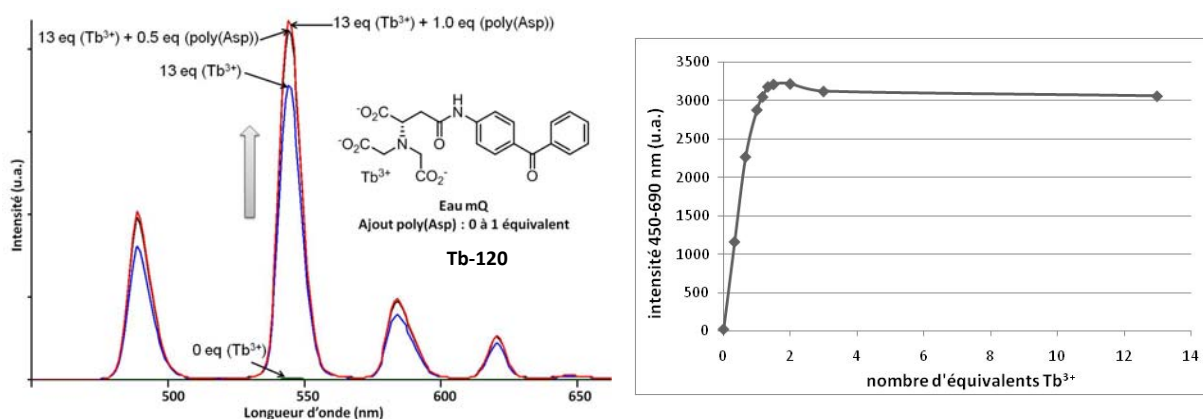 13 eq (Tb³⁺) + 1.0 eq (poly(Asp))
13 eq (Tb³⁺) + 0.5 eq (poly(Asp))
13 eq (Tb³⁺)
⁻O₂C
H
N
O
⁻O₂C
N
Tb³⁺
CO₂⁻
O
Eau mQ
Ajout poly(Asp) : 0 à 1 équivalent
Tb-120
0 eq (Tb³⁺)
Intensité (u.a.)
500
550
600
650
Longueur d'onde (nm)
intensité 450-690 nm (u.a.)
3500
3000
2500
2000
1500
1000
500
0
0
2
4
6
8
10
12
14
nombre d'équivalents Tb³⁺